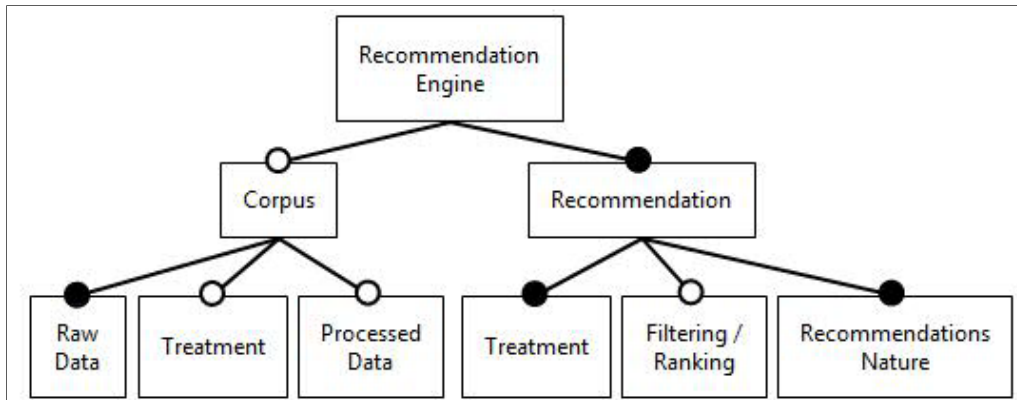 Recommendation
Engine
Corpus
Recommendation
Raw
Data
Treatment
Processed
Data
Treatment
Filtering /
Ranking
Recommendations
Nature